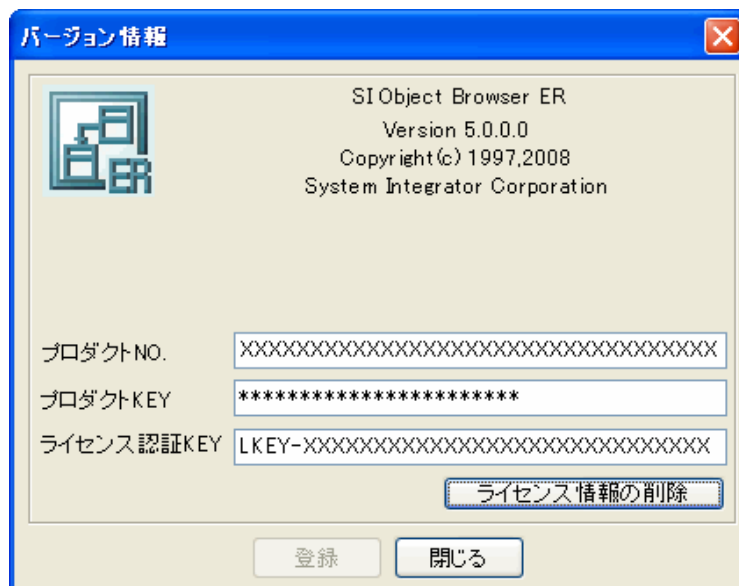 バージョン情報
ER
SI Object Browser ER
Version 5.0.0.0
Copyright(c) 1997,2008
System Integrator Corporation
プロダクトNO. XXXXXXXXXXXXXXXXXXXXXXXXXXXXXXXXXX
プロダクトKEY ***********************
ライセンス認証KEY LKEY-XXXXXXXXXXXXXXXXXXXXXXXXXXXXX
ライセンス情報の削除
登録 閉じる